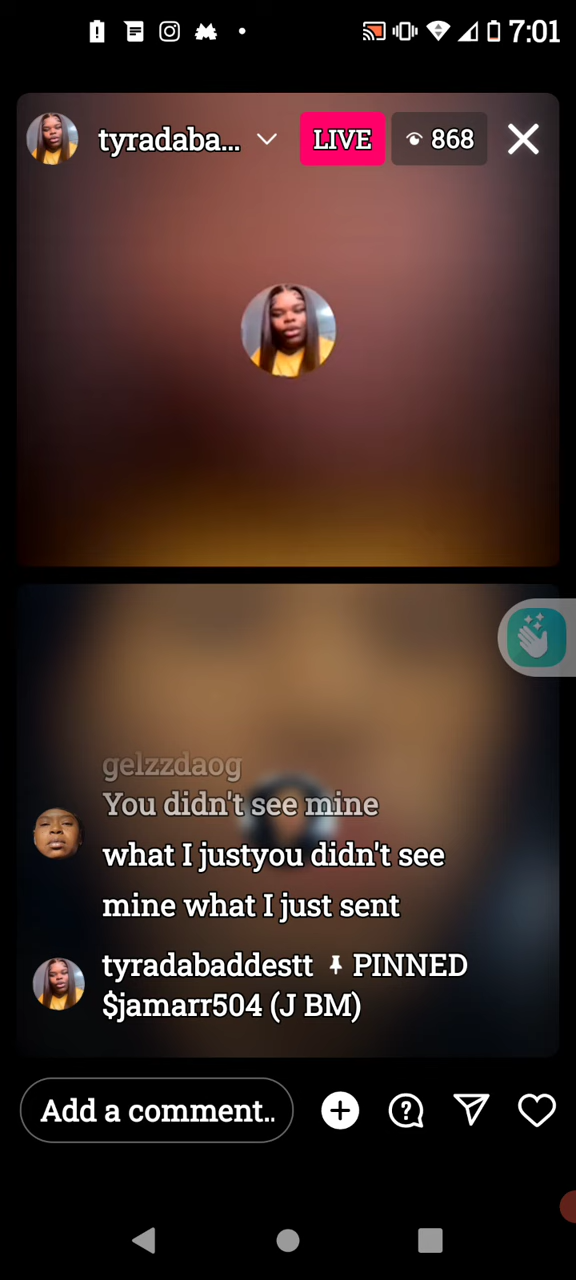 7:01
tyradaba...
LIVE
868
gelzzdaog
You didn't see mine
what I justyou didn't see
mine what I just sent
tyradabaddestt PINNED
$jamarr504 (J BM)
Add a comment..